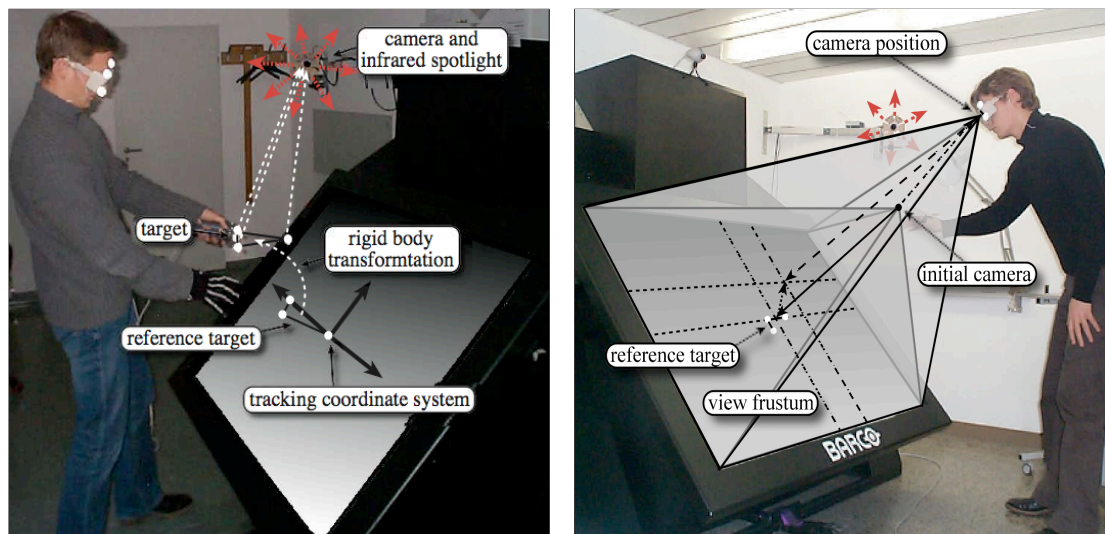 camera and
infrared spotlight
target
rigid body
transformtation
reference target
tracking coordinate system
camera position
initial camera
reference target
view frustum
BARCO